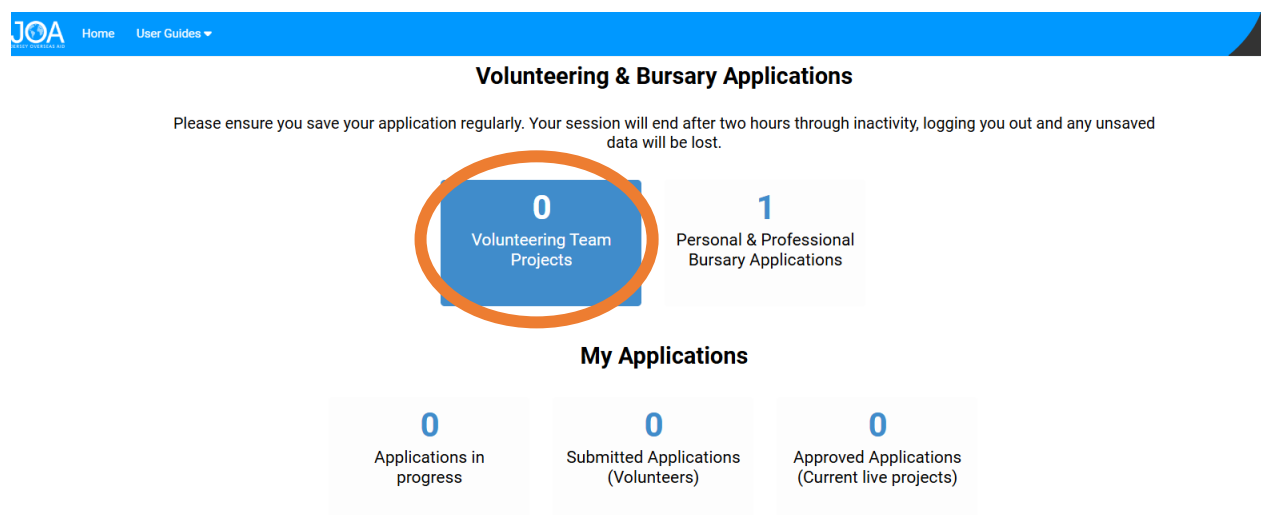 JOA
JERSEY OVERSEAS AID
Home
User Guides
Volunteering & Bursary Applications
Please ensure you save your application regularly. Your session will end after two hours through inactivity, logging you out and any unsaved
data will be lost.
0
Volunteering Team
Projects
1
Personal & Professional
Bursary Applications
My Applications
0
Applications in
progress
0
Submitted Applications
(Volunteers)
0
Approved Applications
(Current live projects)